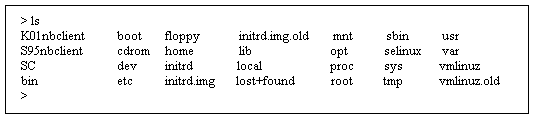 > ls
K01nbclient boot floppy initrd.img.old mnt sbin usr
S95nbclient cdrom home lib opt selinux var
SC dev initrd local proc sys vmlinuz
bin etc initrd.img lost+found root tmp vmlinuz.old
>